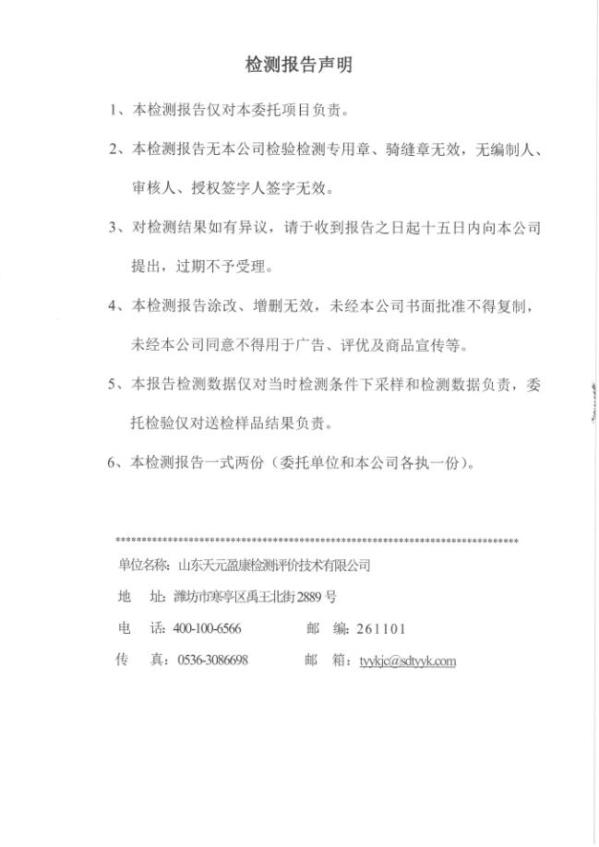 检测报告声明
1、本检测报告仅对本委托项目负责。
2、本检测报告无本公司检验检测专用章、骑缝章无效，无编制人、
审核人、授权签字人签字无效。
3、对检测结果如有异议，请于收到报告之日起十五日内向本公司
提出，过期不予受理。
4、本检测报告涂改、增删无效，未经本公司书面批准不得复制，
未经本公司同意不得用于广告、评优及商品宣传等。
5、本报告检测数据仅对当时检测条件下采样和检测数据负责，委
托检验仅对送检样品结果负责。
6、本检测报告一式两份（委托单位和本公司各执一份）。
********************************************************************************
单位名称：山东天元盈康检测评价技术有限公司
地 址：潍坊市寒亭区禹王北街2889号
电 话：400-100-6566 邮 编：261101
传 真：0536-3086698 邮 箱：tyykjc@sdtyyk.com